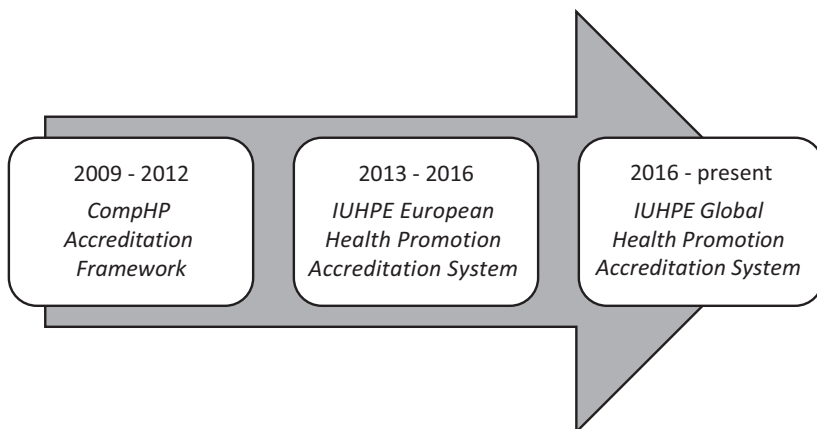 2009 - 2012
CompHP
Accreditation
Framework
2013 - 2016
IUHPE European
Health Promotion
Accreditation System
2016 - present
IUHPE Global
Health Promotion
Accreditation System